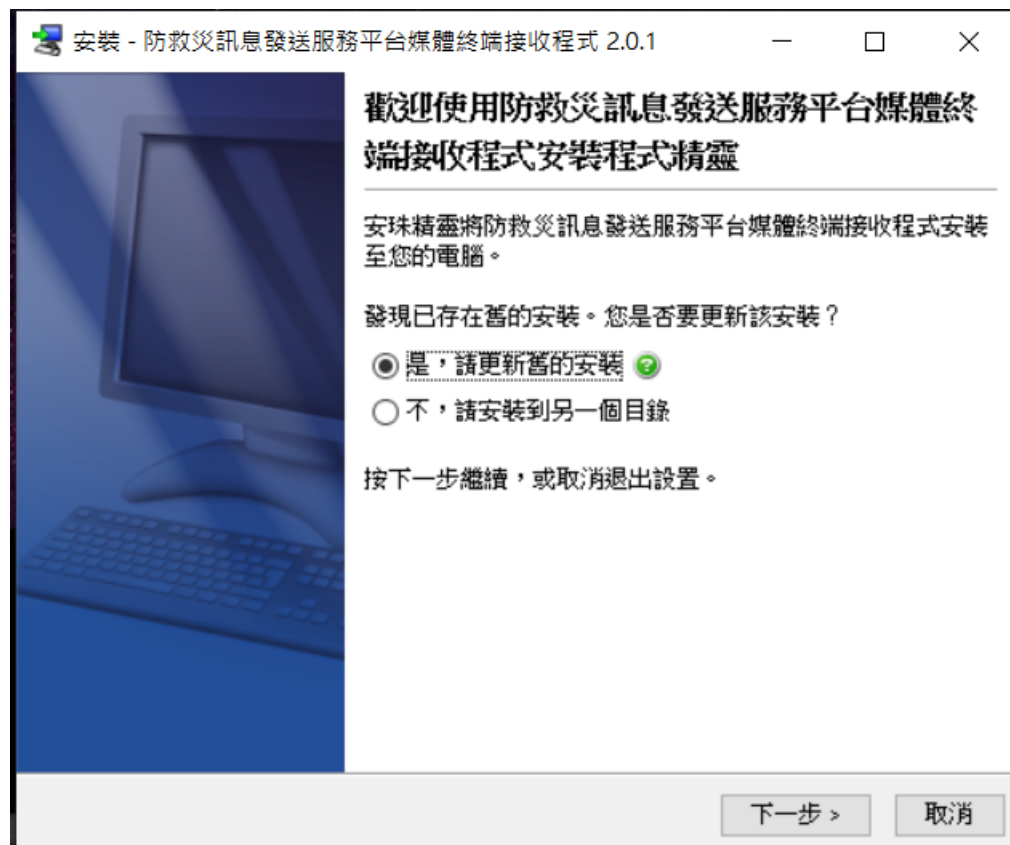 安裝 - 防救災訊息發送服務平台媒體終端接收程式 2.0.1
歡迎使用防救災訊息發送服務平台媒體終
端接收程式安裝程式精靈
安珠精靈將防救災訊息發送服務平台媒體終端接收程式安裝
至您的電腦。
發現已存在舊的安裝。您是否要更新該安裝？
是，請更新舊的安裝
不，請安裝到另一個目錄
按下一步繼續，或取消退出設置。
下一步 >
取消